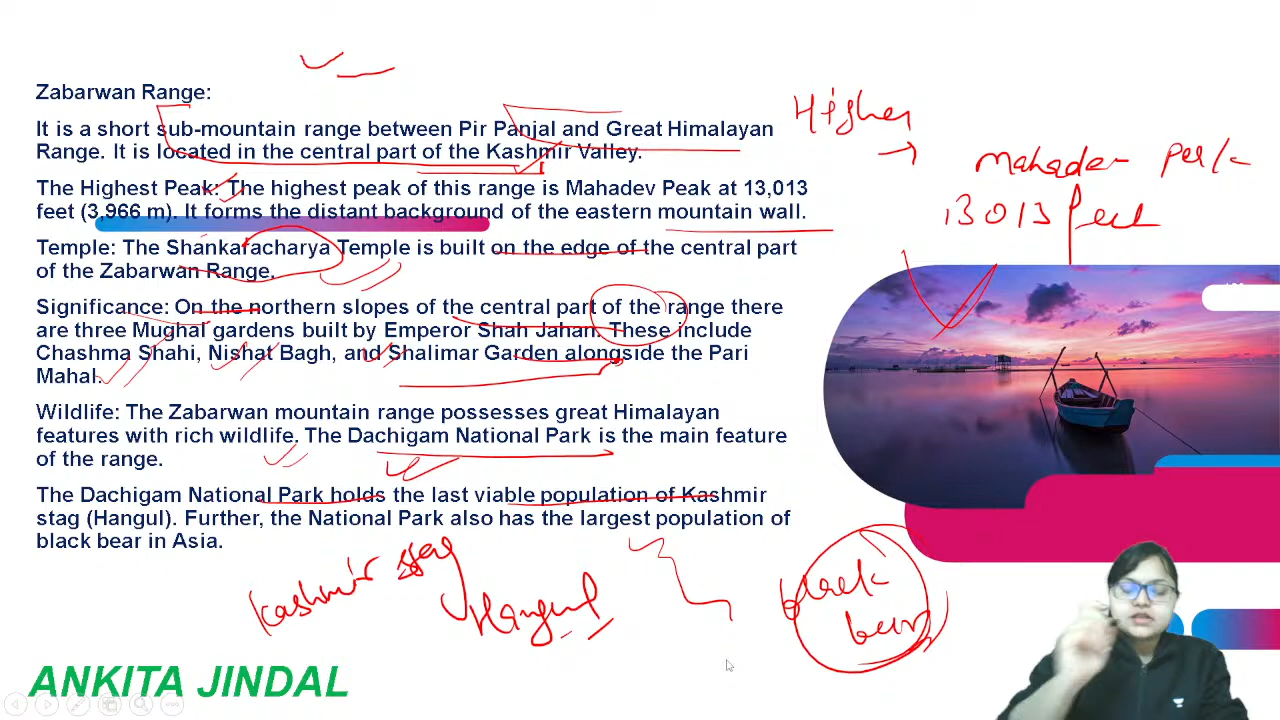 Zabarwan Range:
It is a short sub-mountain range between Pir Panjal and Great Himalayan
Range. It is located in the central part of the Kashmir Valley.
The Highest Peak: The highest peak of this range is Mahadev Peak at 13,013
feet (3,966 m). It forms the distant background of the eastern mountain wall.
Temple: The Shankaracharya Temple is built on the edge of the central part
of the Zabarwan Range.
Significance: On the northern slopes of the central part of the range there
are three Mughal gardens built by Emperor Shah Jahan. These include
Chashma Shahi, Nishat Bagh, and Shalimar Garden alongside the Pari
Mahal.
Wildlife: The Zabarwan mountain range possesses great Himalayan
features with rich wildlife. The Dachigam National Park is the main feature
of the range.
The Dachigam National Park holds the last viable population of Kashmir
stag (Hangul). Further, the National Park also has the largest population of
black bear in Asia.
Higher
Mahadev
13013 feet
Kashmir stag
Hangul
black
bear
ANKITA JINDAL